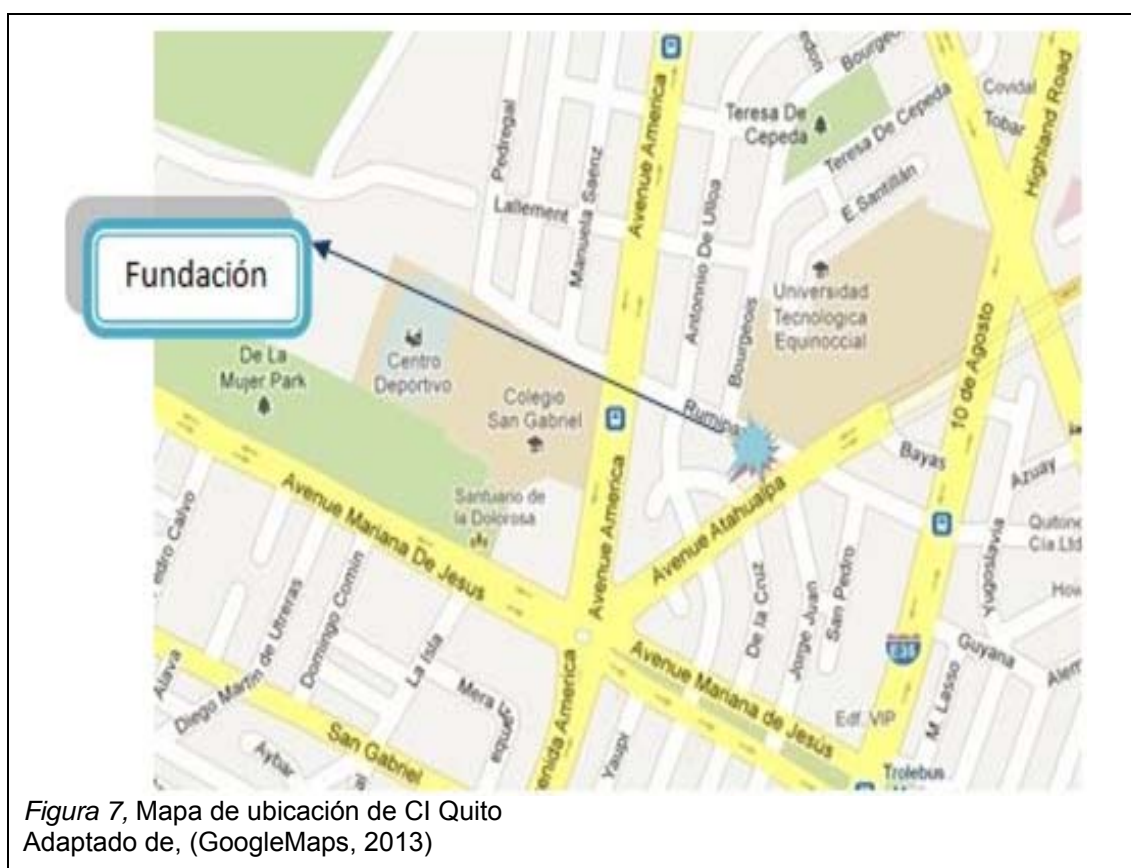 Bourgeois
Covidal
Tobar
Highland Road
Teresa De
Cepeda
Teresa De Cepeda
E Santillán
Pedregal
Lallement
Manuela Saenz
Avenue America
Antonnio De Ulloa
Bourgeois
Universidad
Tecnologica
Equinoccial
10 de Agosto
Fundación
De La
Mujer Park
Centro
Deportivo
Colegio
San Gabriel
Santuario de
la Dolorosa
Avenue America
Avenue Atahualpa
Bayas
Azuay
Cia Ltd
Yugoslavia
Avenue Mariana De Jesus
Diego Martin de Utreras
Domingo Comin
La Isla
Mera
De la Cruz
Jorge Juan
San Pedro
E35
Guyana
Alava
Aybar
San Gabriel
Yaupi
Avenue Mariana de Jesús
Edf. VIP
M. Lasso
Trolebus
Figura 7, Mapa de ubicación de CI Quito
Adaptado de, (GoogleMaps, 2013)